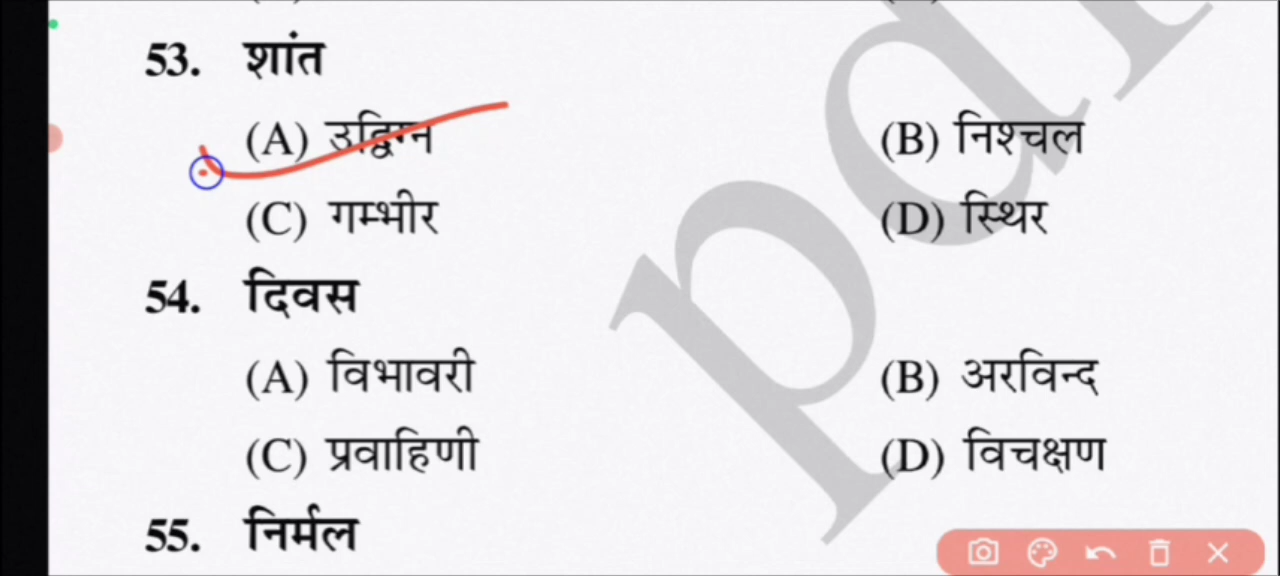 53. शांत
(A) उद्विग्न (B) निश्चल
(C) गम्भीर (D) स्थिर
54. दिवस
(A) विभावरी (B) अरविन्द
(C) प्रवाहिणी (D) विचक्षण
55. निर्मल